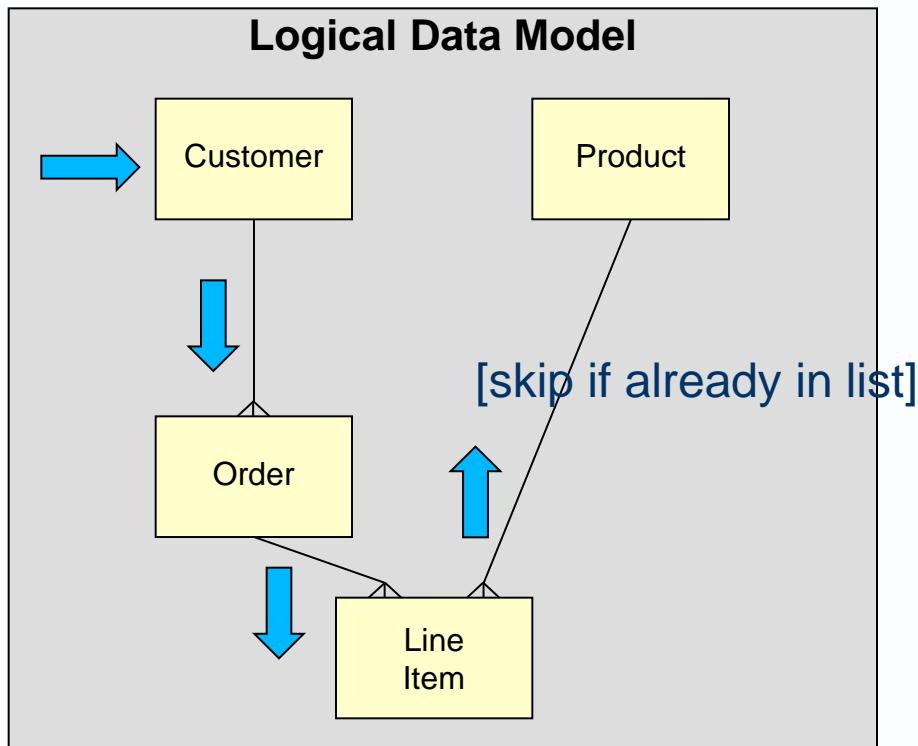 Logical Data Model
Customer
Product
[skip if already in list]
Order
Line
Item